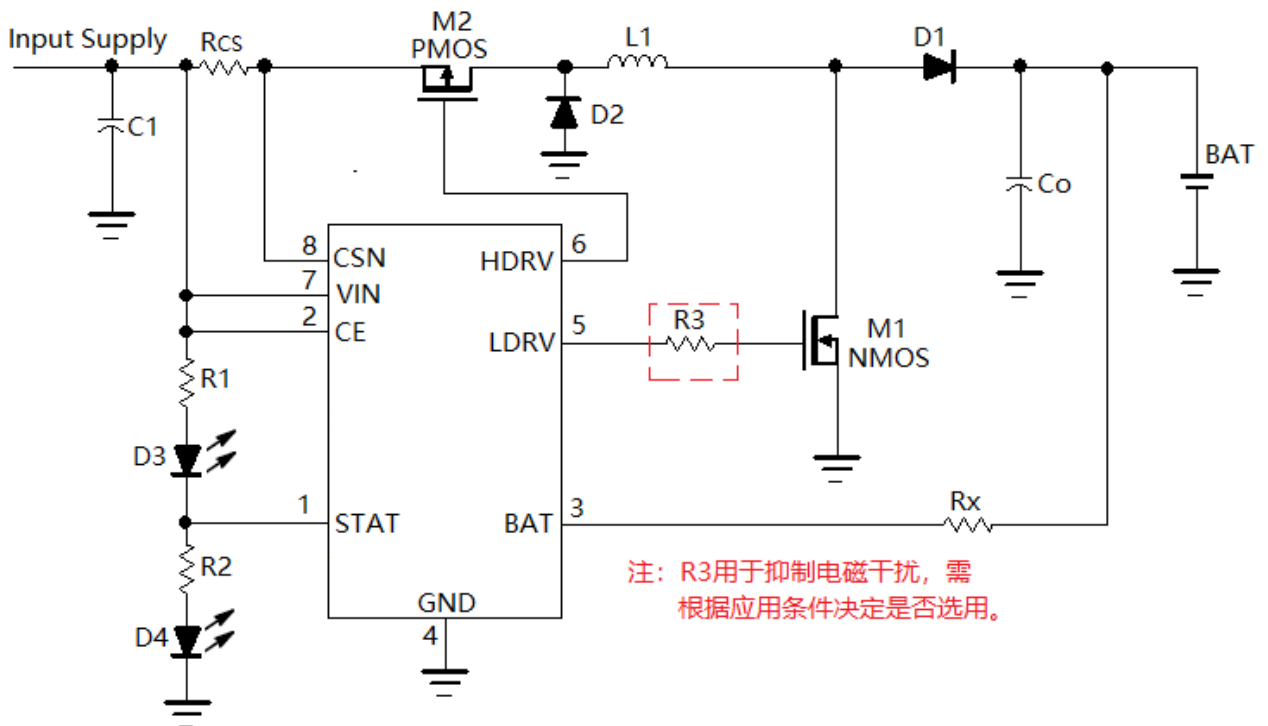 Input Supply
Rcs
M2
PMOS
L1
D1
C1
D2
Co
BAT
8
CSN
7
VIN
2
CE
HDRV
6
LDRV
5
R3
M1
NMOS
R1
D3
1
STAT
BAT
3
Rx
R2
D4
GND
4
注：R3用于抑制电磁干扰，需
根据应用条件决定是否选用。